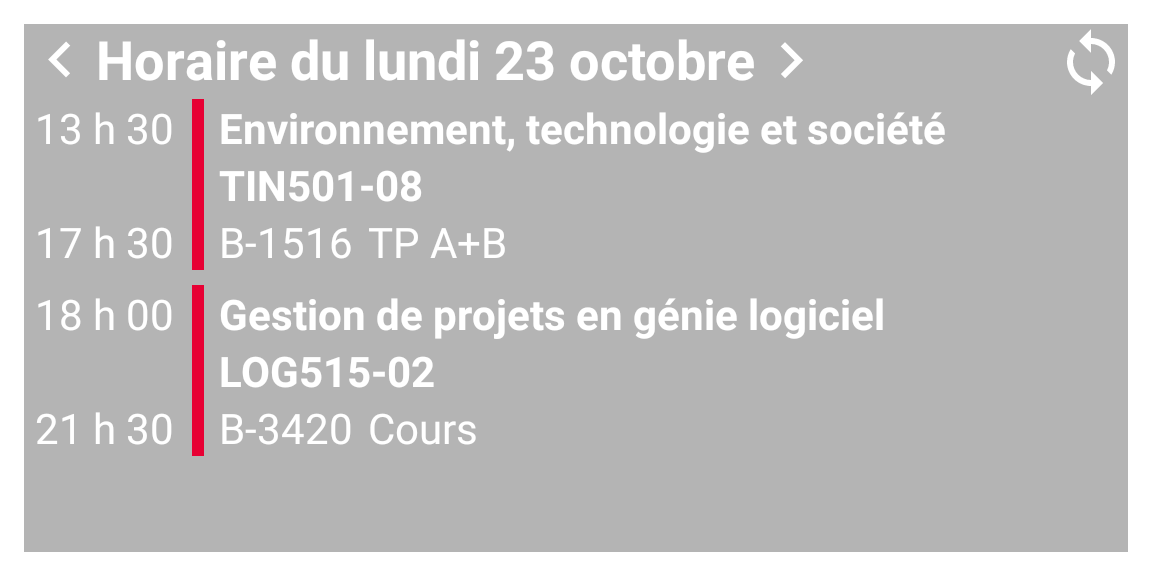 Horaire du lundi 23 octobre
13 h 30 Environnement, technologie et société
TIN501-08
17 h 30 B-1516 TP A+B
18 h 00 Gestion de projets en génie logiciel
LOG515-02
21 h 30 B-3420 Cours